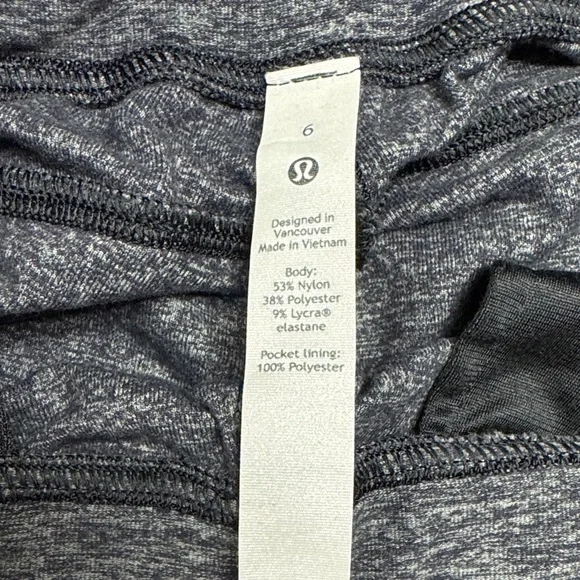 6
Designed in
Vancouver
Made in Vietnam
Body:
53% Nylon
38% Polyester
9% Lycra®
elastane
Pocket lining:
100% Polyester